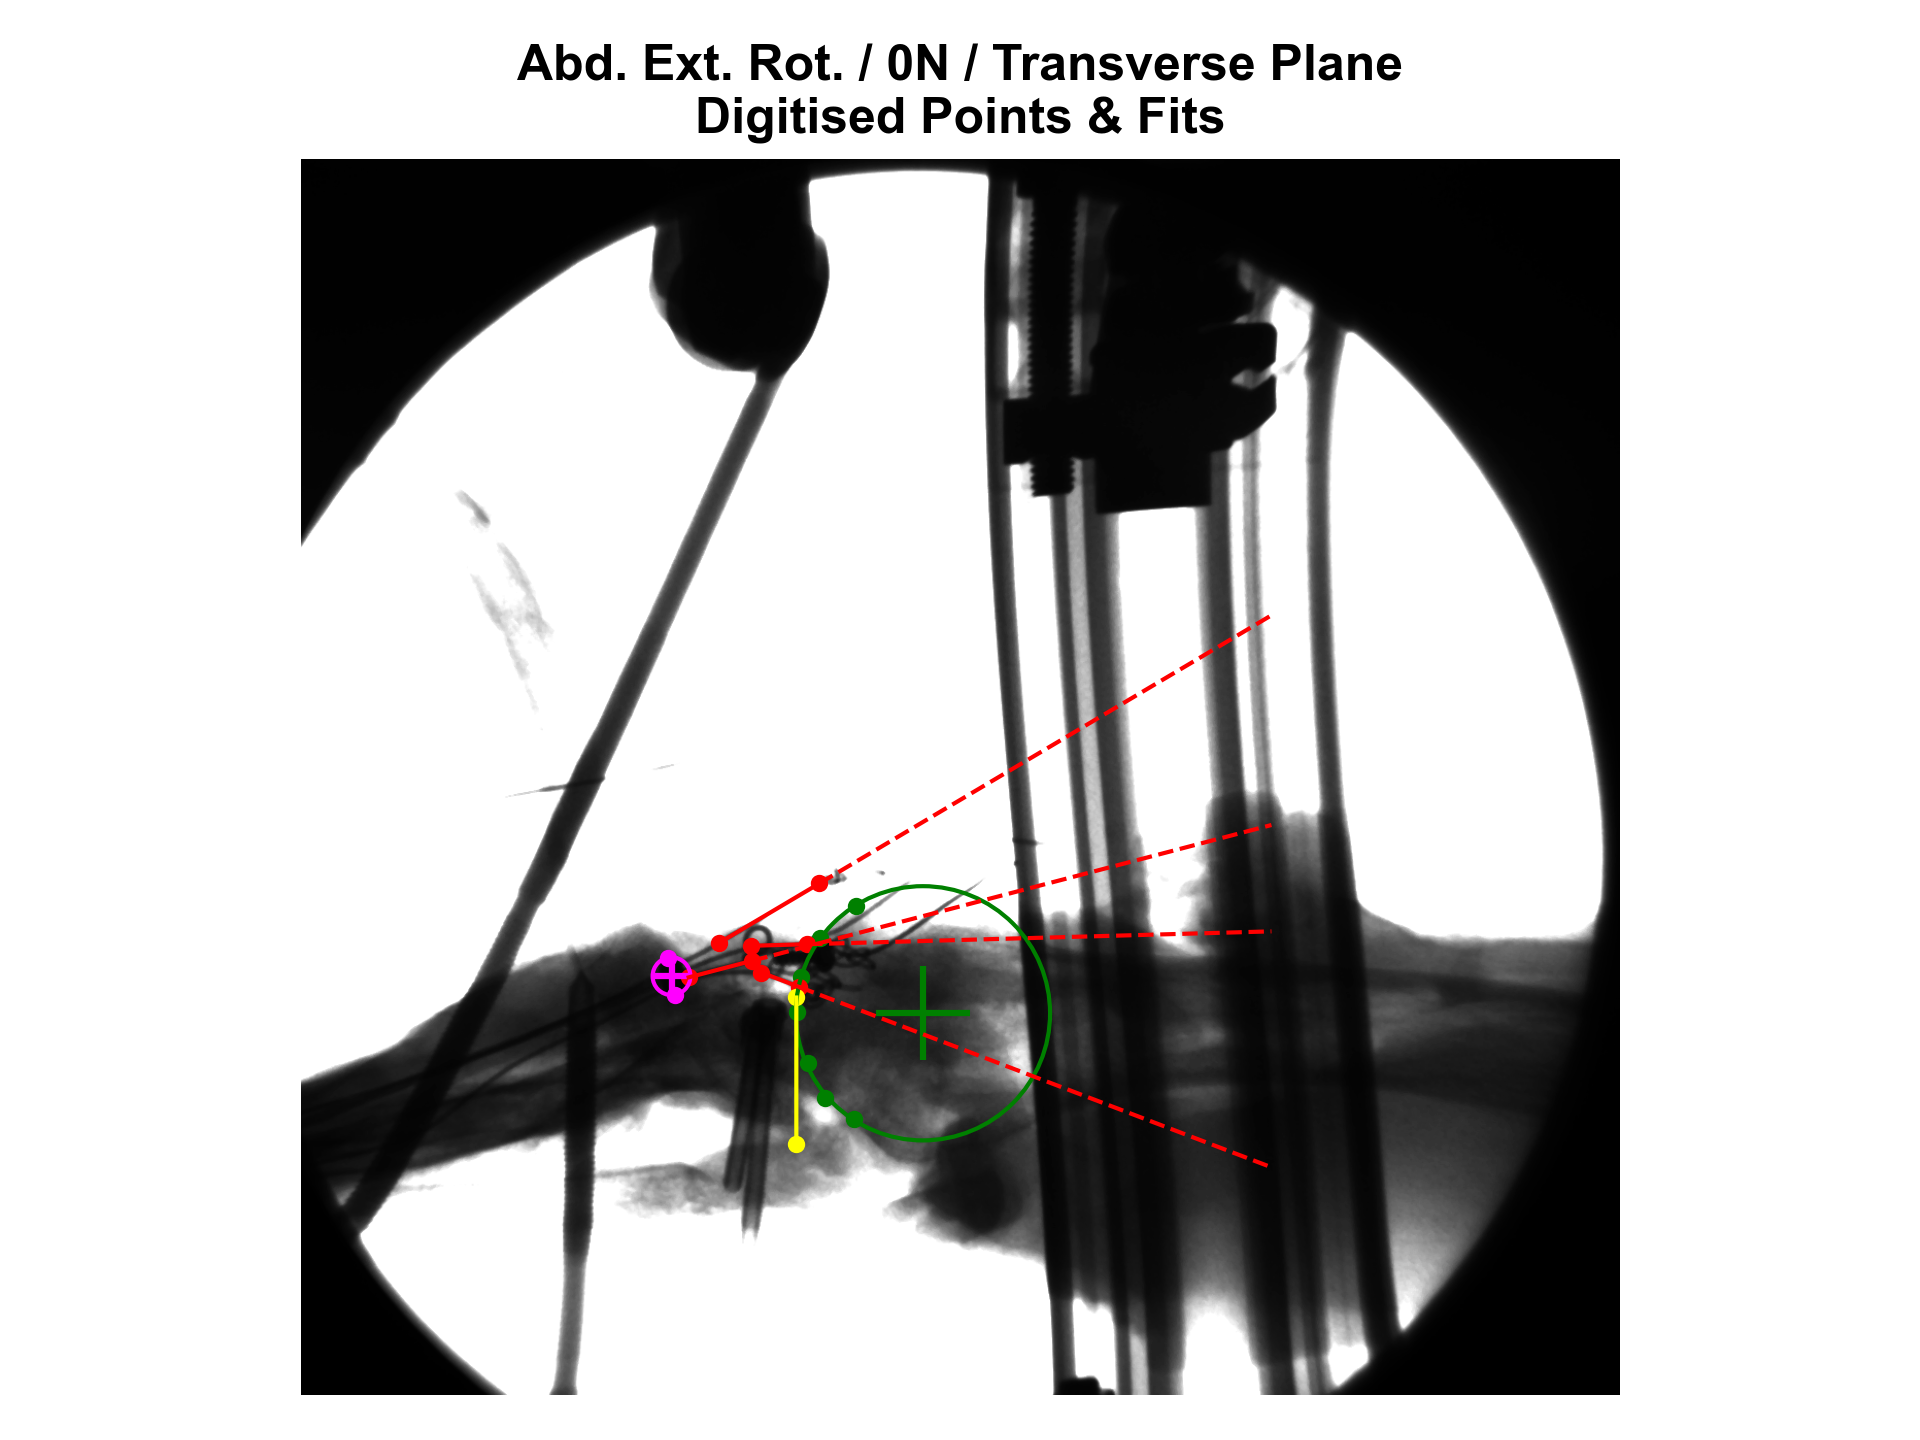 Abd. Ext. Rot. / 0N / Transverse Plane
Digitised Points & Fits